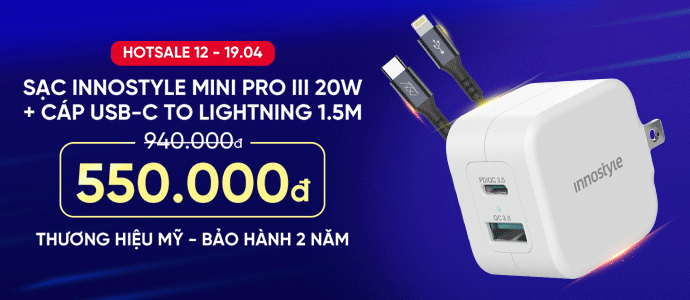 HOTSALE 12 - 19.04
SẠC INNOSTYLE MINI PRO III 20W
+ CÁP USB-C TO LIGHTNING 1.5M
940.000đ
550.000đ
THƯƠNG HIỆU MỸ - BẢO HÀNH 2 NĂM
innostyle
PD/QC 3.0
QC 3.0